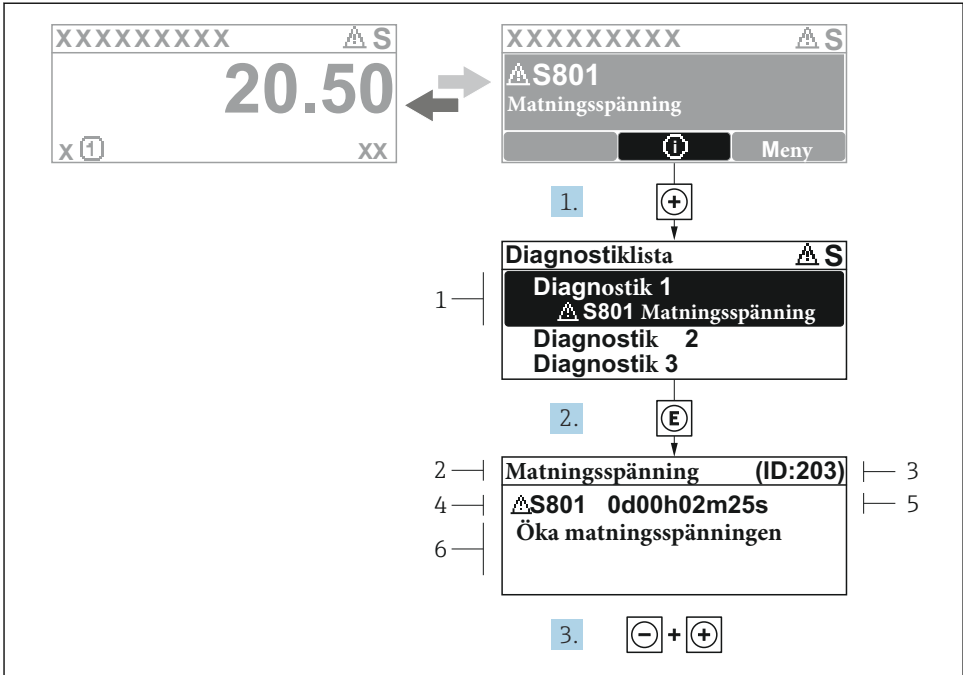 XXXXXXXXX ⚠ S
20.50
X ① XX
XXXXXXXXX ⚠ S
⚠ S801
Matningsspänning
ⓘ Meny
1. +
Diagnostiklista ⚠ S
1
Diagnostik 1
⚠ S801 Matningsspänning
Diagnostik 2
Diagnostik 3
2. E
2 Matningsspänning (ID:203) 3
4 ⚠S801 0d00h02m25s 5
6 Öka matningsspänningen
3. - + +